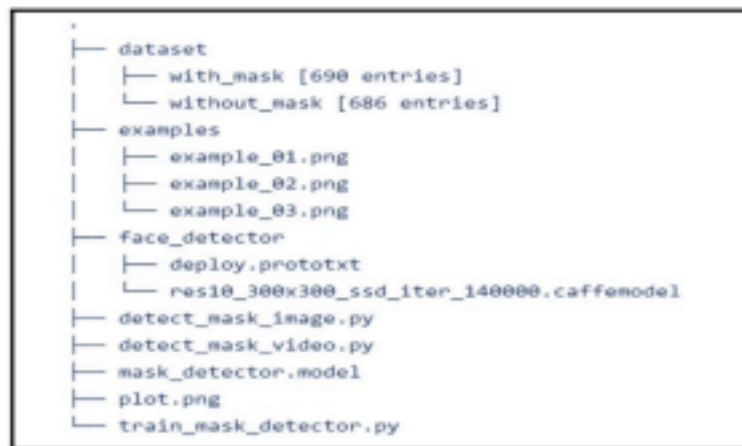 .
├── dataset
│   ├── with_mask [690 entries]
│   └── without_mask [686 entries]
├── examples
│   ├── example_01.png
│   ├── example_02.png
│   └── example_03.png
├── face_detector
│   ├── deploy.prototxt
│   └── res10_300x300_ssd_iter_140000.caffemodel
├── detect_mask_image.py
├── detect_mask_video.py
├── mask_detector.model
├── plot.png
└── train_mask_detector.py